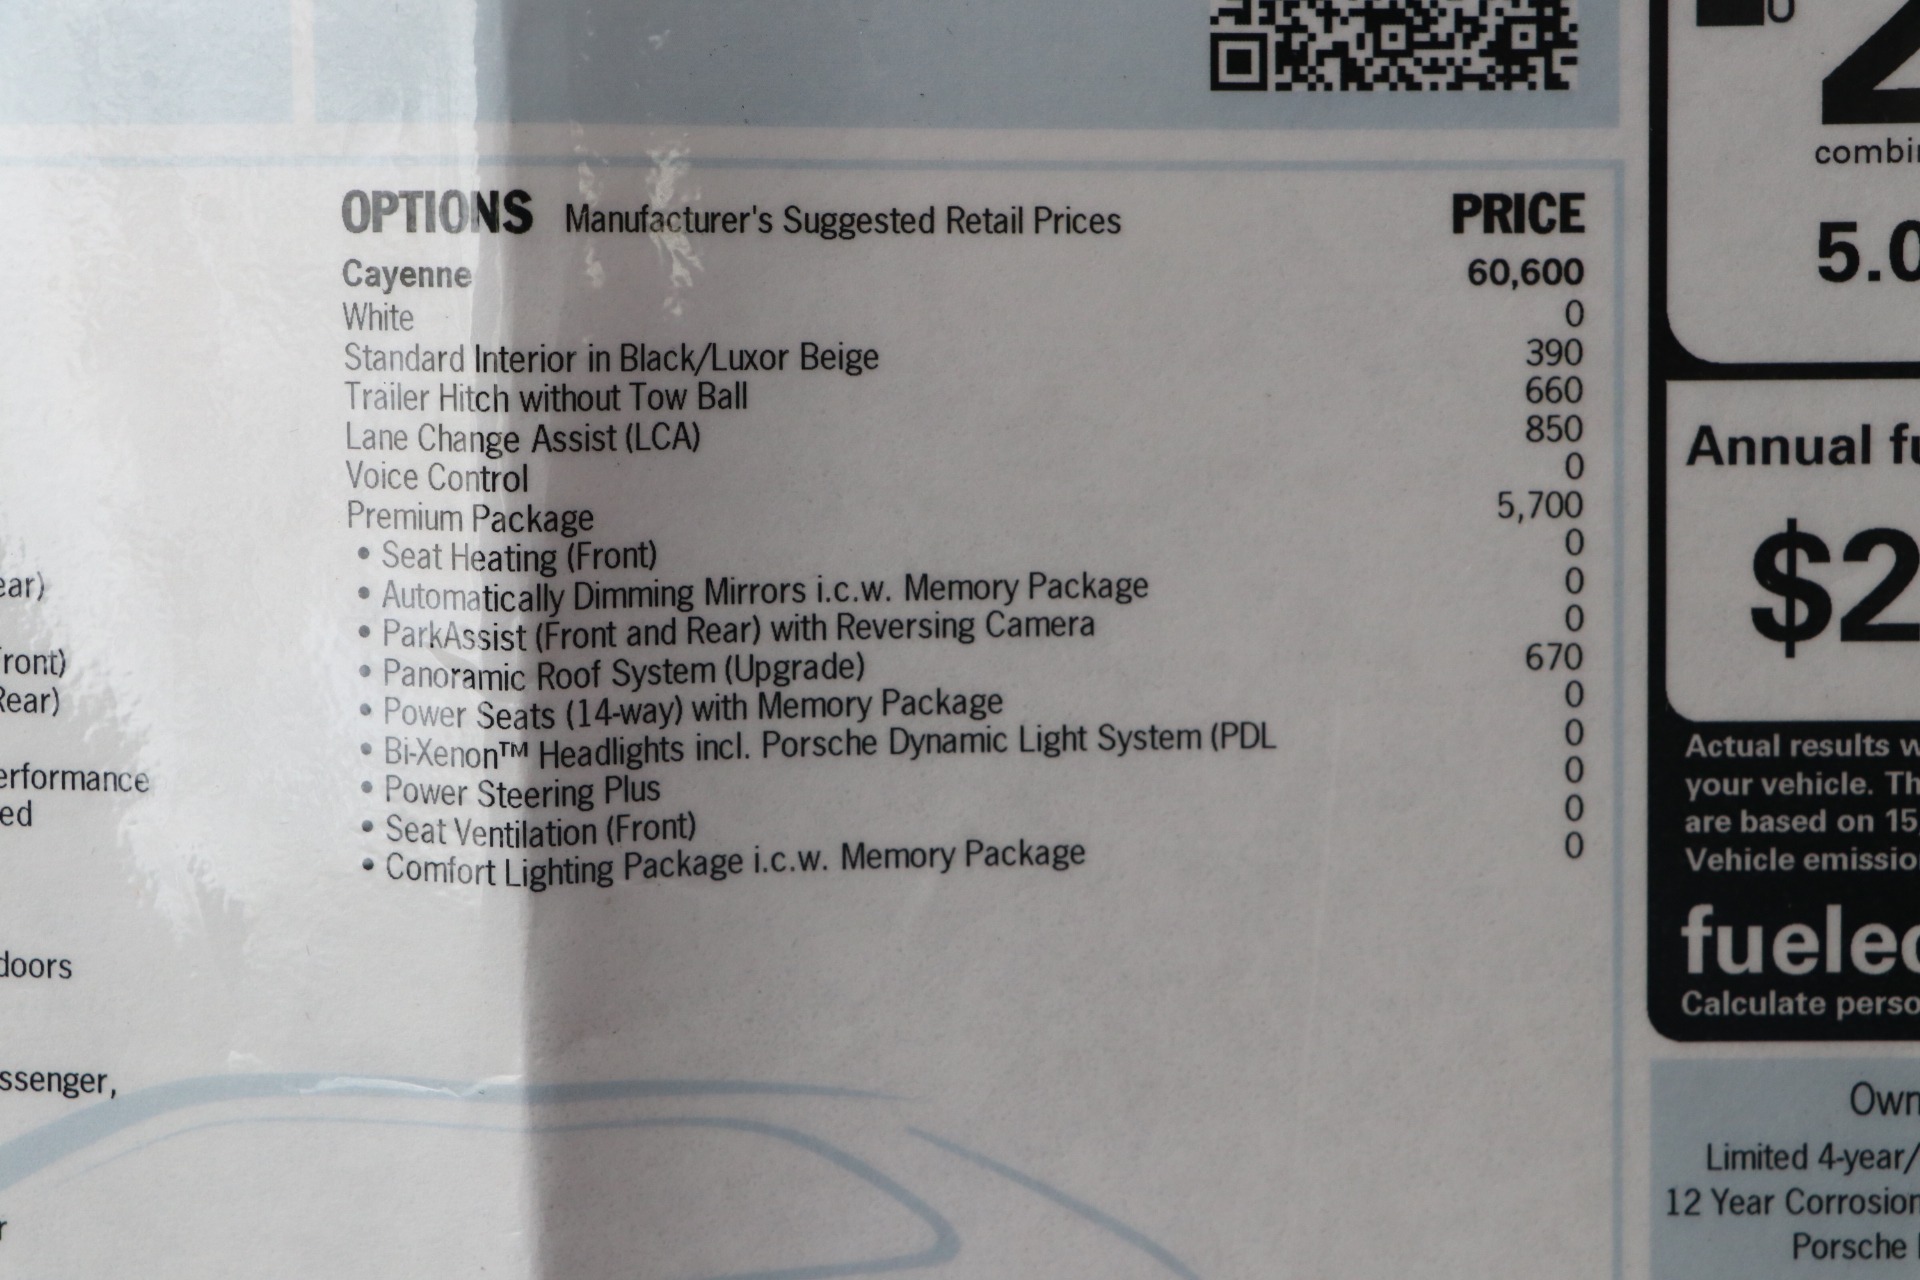 OPTIONS Manufacturer's Suggested Retail Prices PRICE
Cayenne 60,600
White 0
Standard Interior in Black/Luxor Beige 390
Trailer Hitch without Tow Ball 660
Lane Change Assist (LCA) 850
Voice Control 0
Premium Package 5,700
• Seat Heating (Front) 0
• Automatically Dimming Mirrors i.c.w. Memory Package 0
• ParkAssist (Front and Rear) with Reversing Camera 0
• Panoramic Roof System (Upgrade) 670
• Power Seats (14-way) with Memory Package 0
• Bi-Xenon™ Headlights incl. Porsche Dynamic Light System (PDL 0
• Power Steering Plus 0
• Seat Ventilation (Front) 0
• Comfort Lighting Package i.c.w. Memory Package 0
ear)
ront)
Rear)
erformance
ed
doors
ssenger,
r
2
combin
5.0
Annual fu
$2
Actual results w
your vehicle. Th
are based on 15
Vehicle emissio
fuelec
Calculate perso
Own
Limited 4-year/
12 Year Corrosion
Porsche